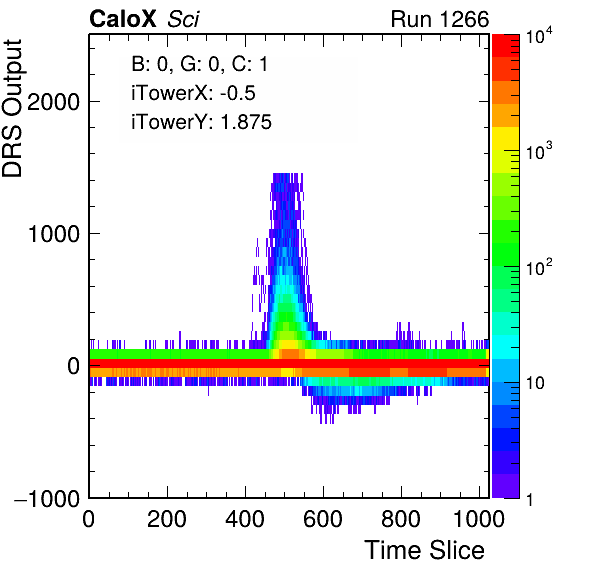 CaloX Sci Run 1266
DRS Output
B: 0, G: 0, C: 1
iTowerX: -0.5
iTowerY: 1.875
2000
1000
0
−1000
0 200 400 600 800 1000
Time Slice
10^4
10^3
10^2
10
1